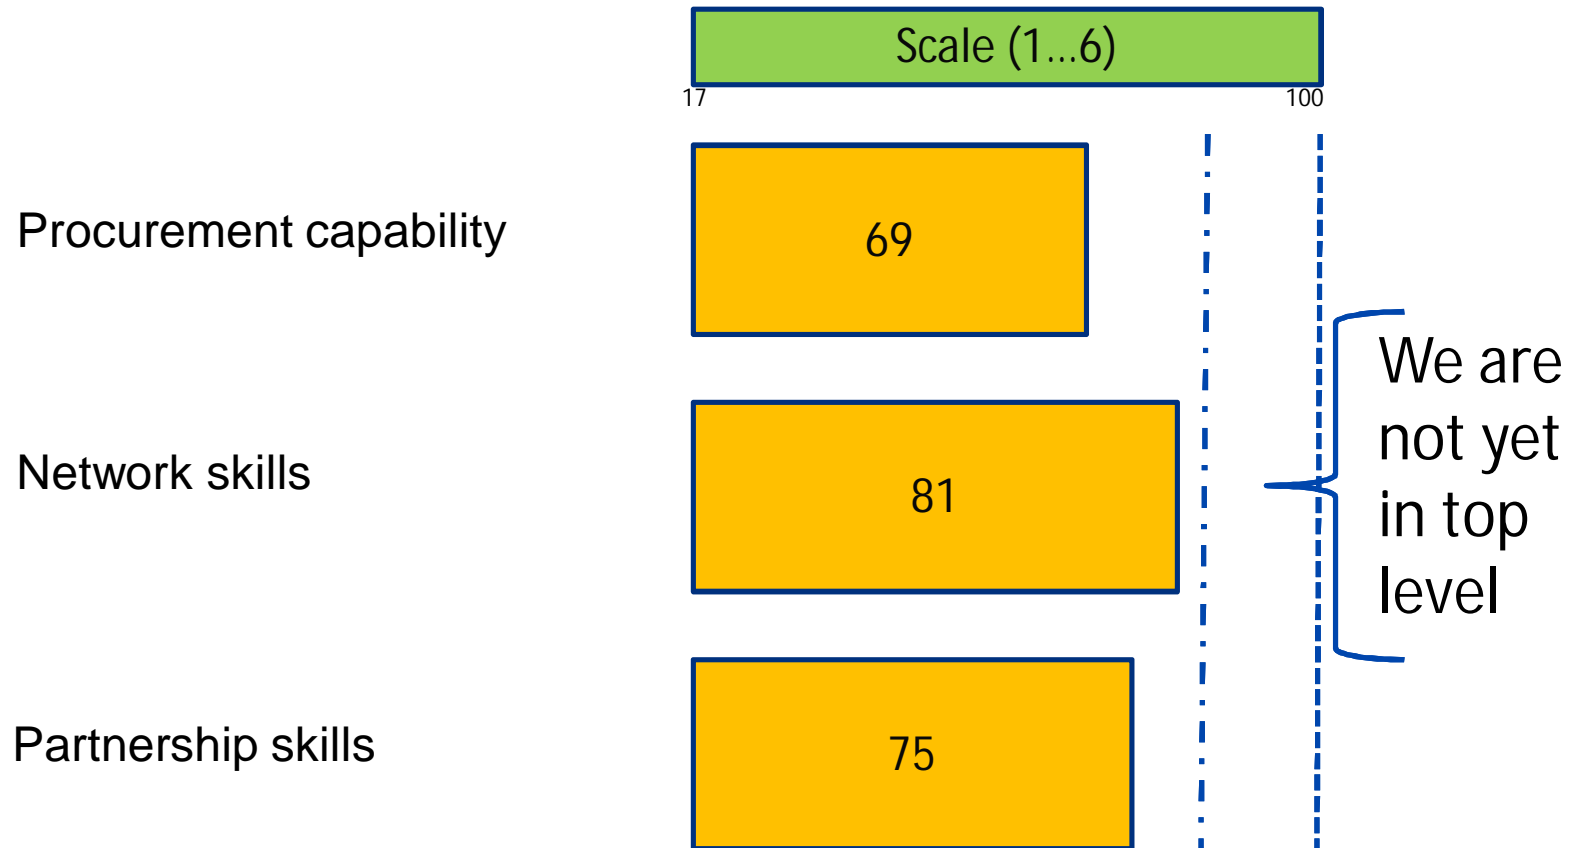 Scale (1...6)
17 100
Procurement capability
69
Network skills
81
We are
not yet
in top
level
Partnership skills
75